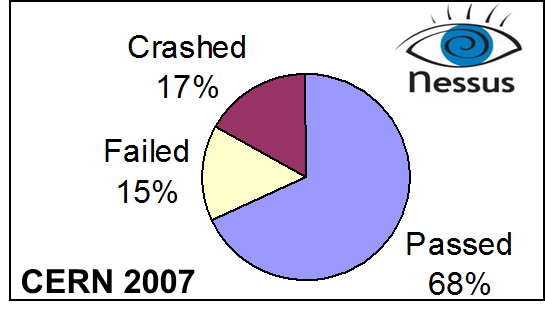 Crashed
17%
nessus
Failed
15%
Passed
68%
CERN 2007